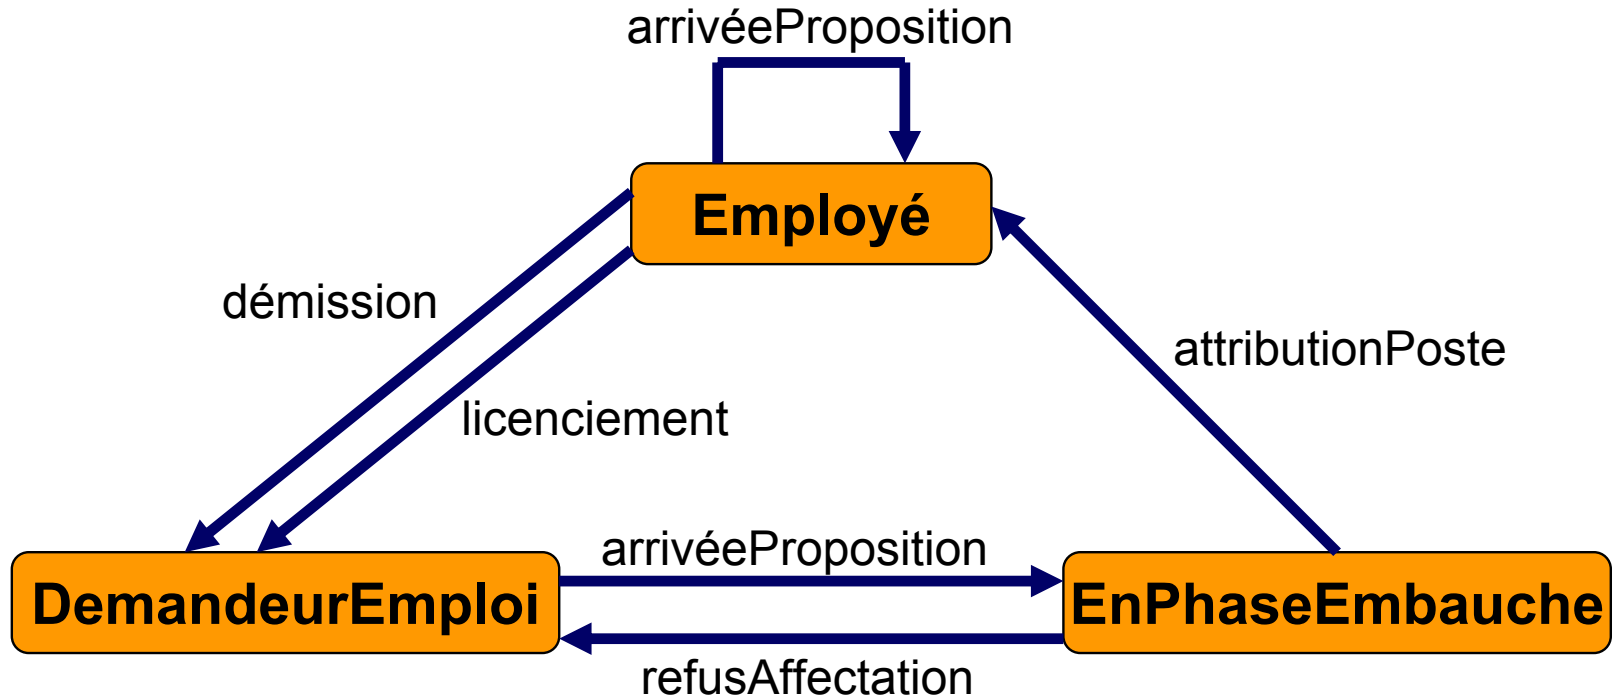 arrivéeProposition
Employé
démission
attributionPoste
licenciement
arrivéeProposition
DemandeurEmploi
EnPhaseEmbauche
refusAffectation